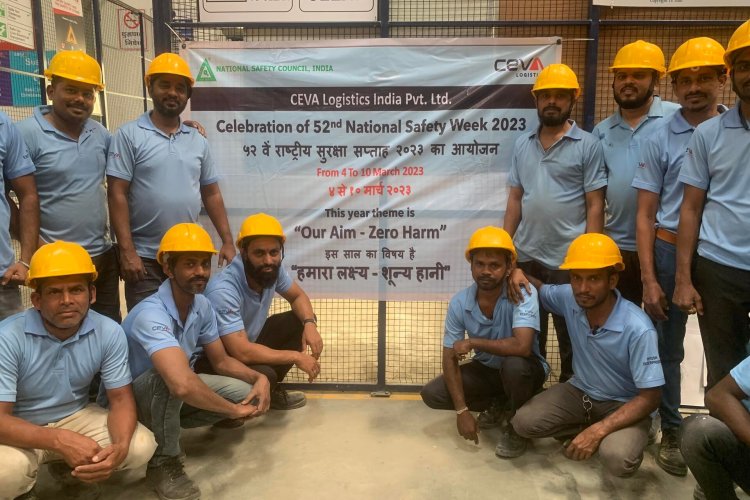 NATIONAL SAFETY COUNCIL, INDIA
CEVA
LOGISTICS
CEVA Logistics India Pvt. Ltd.
Celebration of 52nd National Safety Week 2023
५२ वें राष्ट्रीय सुरक्षा सप्ताह २०२३ का आयोजन
From 4 To 10 March 2023
४ से १० मार्च २०२३
This year theme is
“Our Aim - Zero Harm”
इस साल का विषय है
“हमारा लक्ष्य - शून्य हानी”
CEVA